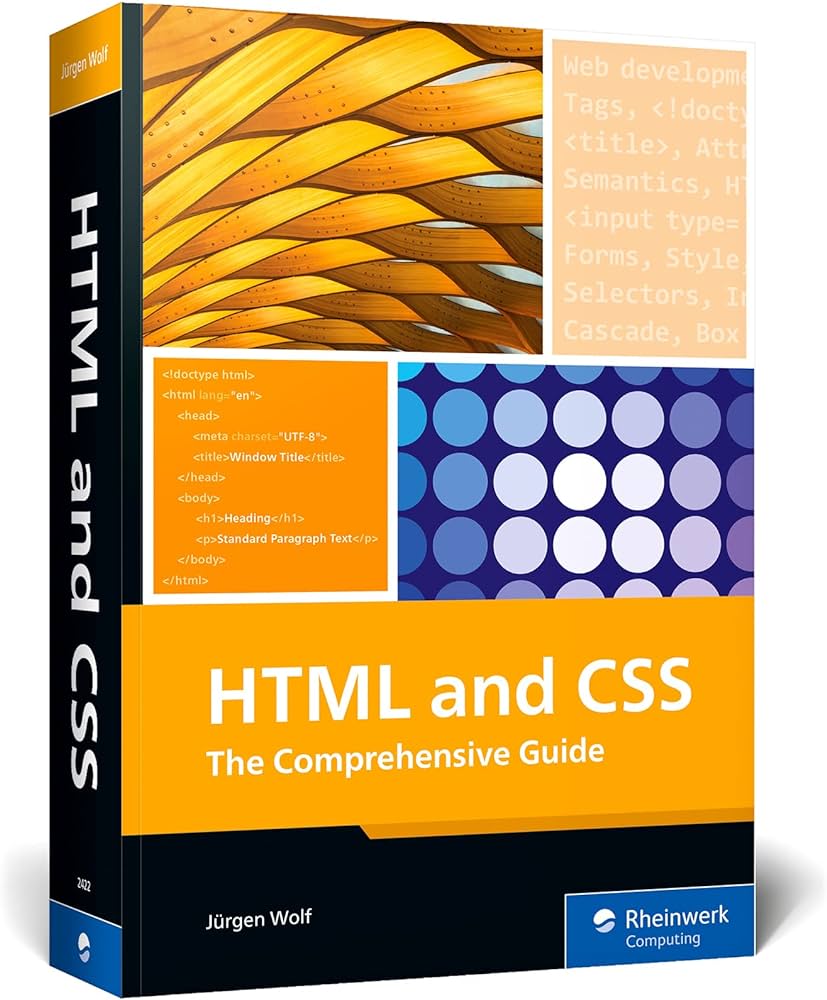 Jürgen Wolf
HTML and CSS
2422
Web developme
Tags, <!docty
<title>, Attr
Semantics, HT
<input type=
Forms, Style,
Selectors, In
Cascade, Box
<!doctype html>
<html lang="en">
<head>
<meta charset="UTF-8">
<title>Window Title</title>
</head>
<body>
<h1>Heading</h1>
<p>Standard Paragraph Text</p>
</body>
</html>
HTML and CSS
The Comprehensive Guide
Jürgen Wolf
Rheinwerk
Computing